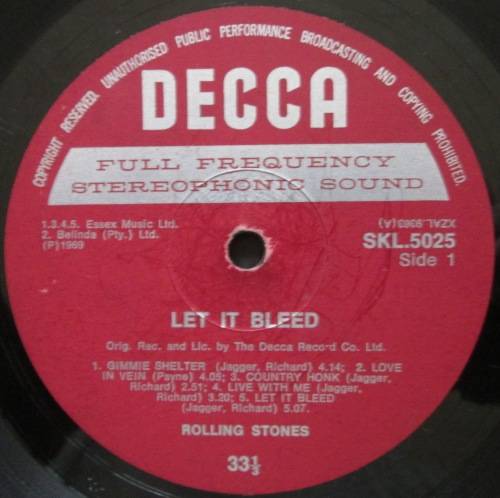 COPYRIGHT RESERVED. UNAUTHORISED PUBLIC PERFORMANCE BROADCASTING AND COPYING PROHIBITED.
DECCA
FULL FREQUENCY
STEREOPHONIC SOUND
1.3.4.5. Essex Music Ltd.
2. Belinda (Pty.) Ltd.
(P)1969
XZAL.9363(A)
SKL.5025
Side 1
LET IT BLEED
Orig. Rec. and Lic. by The Decca Record Co. Ltd.
1. GIMMIE SHELTER (Jagger, Richard) 4.14; 2. LOVE
IN VEIN (Payne) 4.05; 3. COUNTRY HONK (Jagger,
Richard) 2.51; 4. LIVE WITH ME (Jagger,
Richard) 3.20; 5. LET IT BLEED
(Jagger, Richard) 5.07.
ROLLING STONES
33⅓